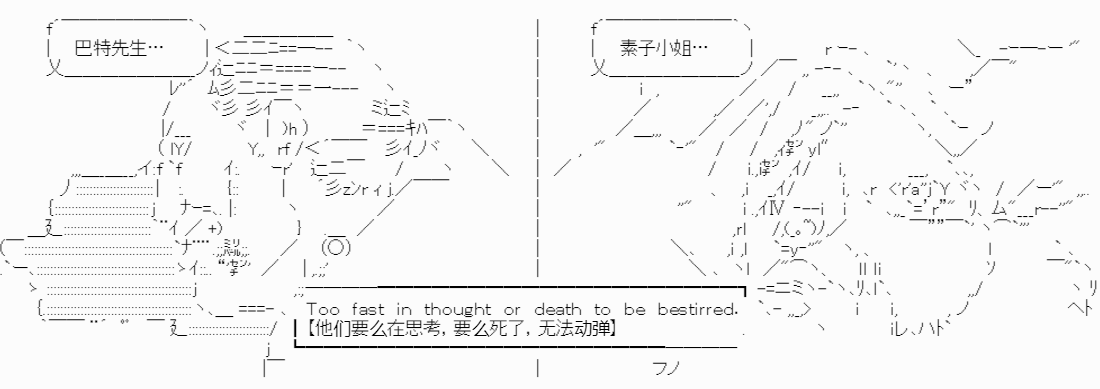 巴特先生…
素子小姐…
Too fast in thought or death to be bestirred.
【他们要么在思考，要么死了，无法动弹】